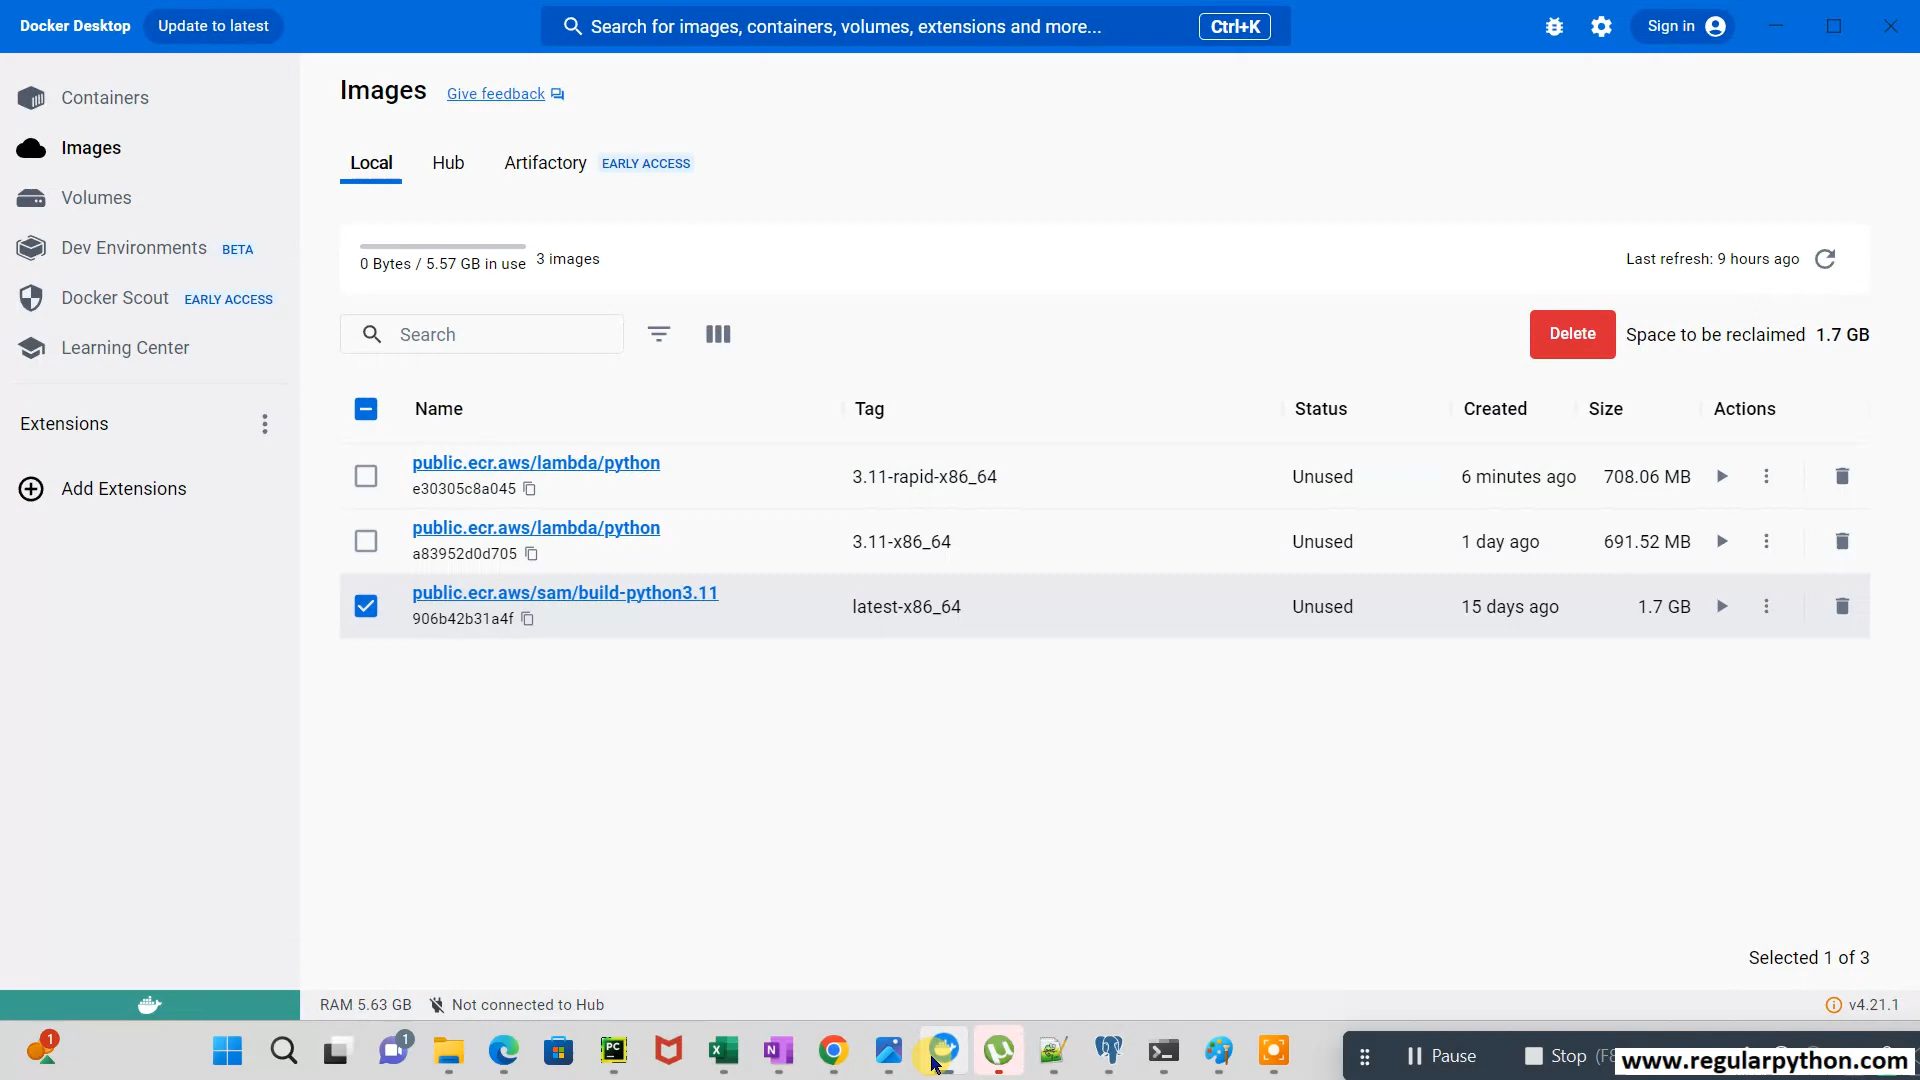 Docker Desktop Update to latest Search for images, containers, volumes, extensions and more... Ctrl+K Sign in
Containers
Images
Volumes
Dev Environments BETA
Docker Scout EARLY ACCESS
Learning Center
Extensions
Add Extensions
Images Give feedback
Local Hub Artifactory EARLY ACCESS
0 Bytes / 5.57 GB in use 3 images Last refresh: 9 hours ago
Search Delete Space to be reclaimed 1.7 GB
Name Tag Status Created Size Actions
public.ecr.aws/lambda/python
e30305c8a045
3.11-rapid-x86_64 Unused 6 minutes ago 708.06 MB
public.ecr.aws/lambda/python
a83952d0d705
3.11-x86_64 Unused 1 day ago 691.52 MB
public.ecr.aws/sam/build-python3.11
906b42b31a4f
latest-x86_64 Unused 15 days ago 1.7 GB
Selected 1 of 3
RAM 5.63 GB Not connected to Hub v4.21.1
1 1 PC X N Pause Stop
www.regularpython.com